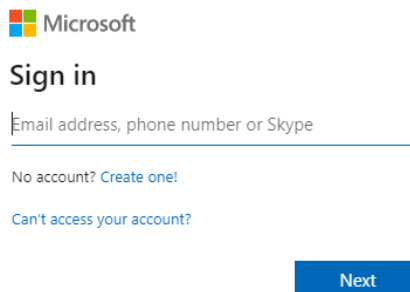 Microsoft
Sign in
Email address, phone number or Skype
No account? Create one!
Can't access your account?
Next